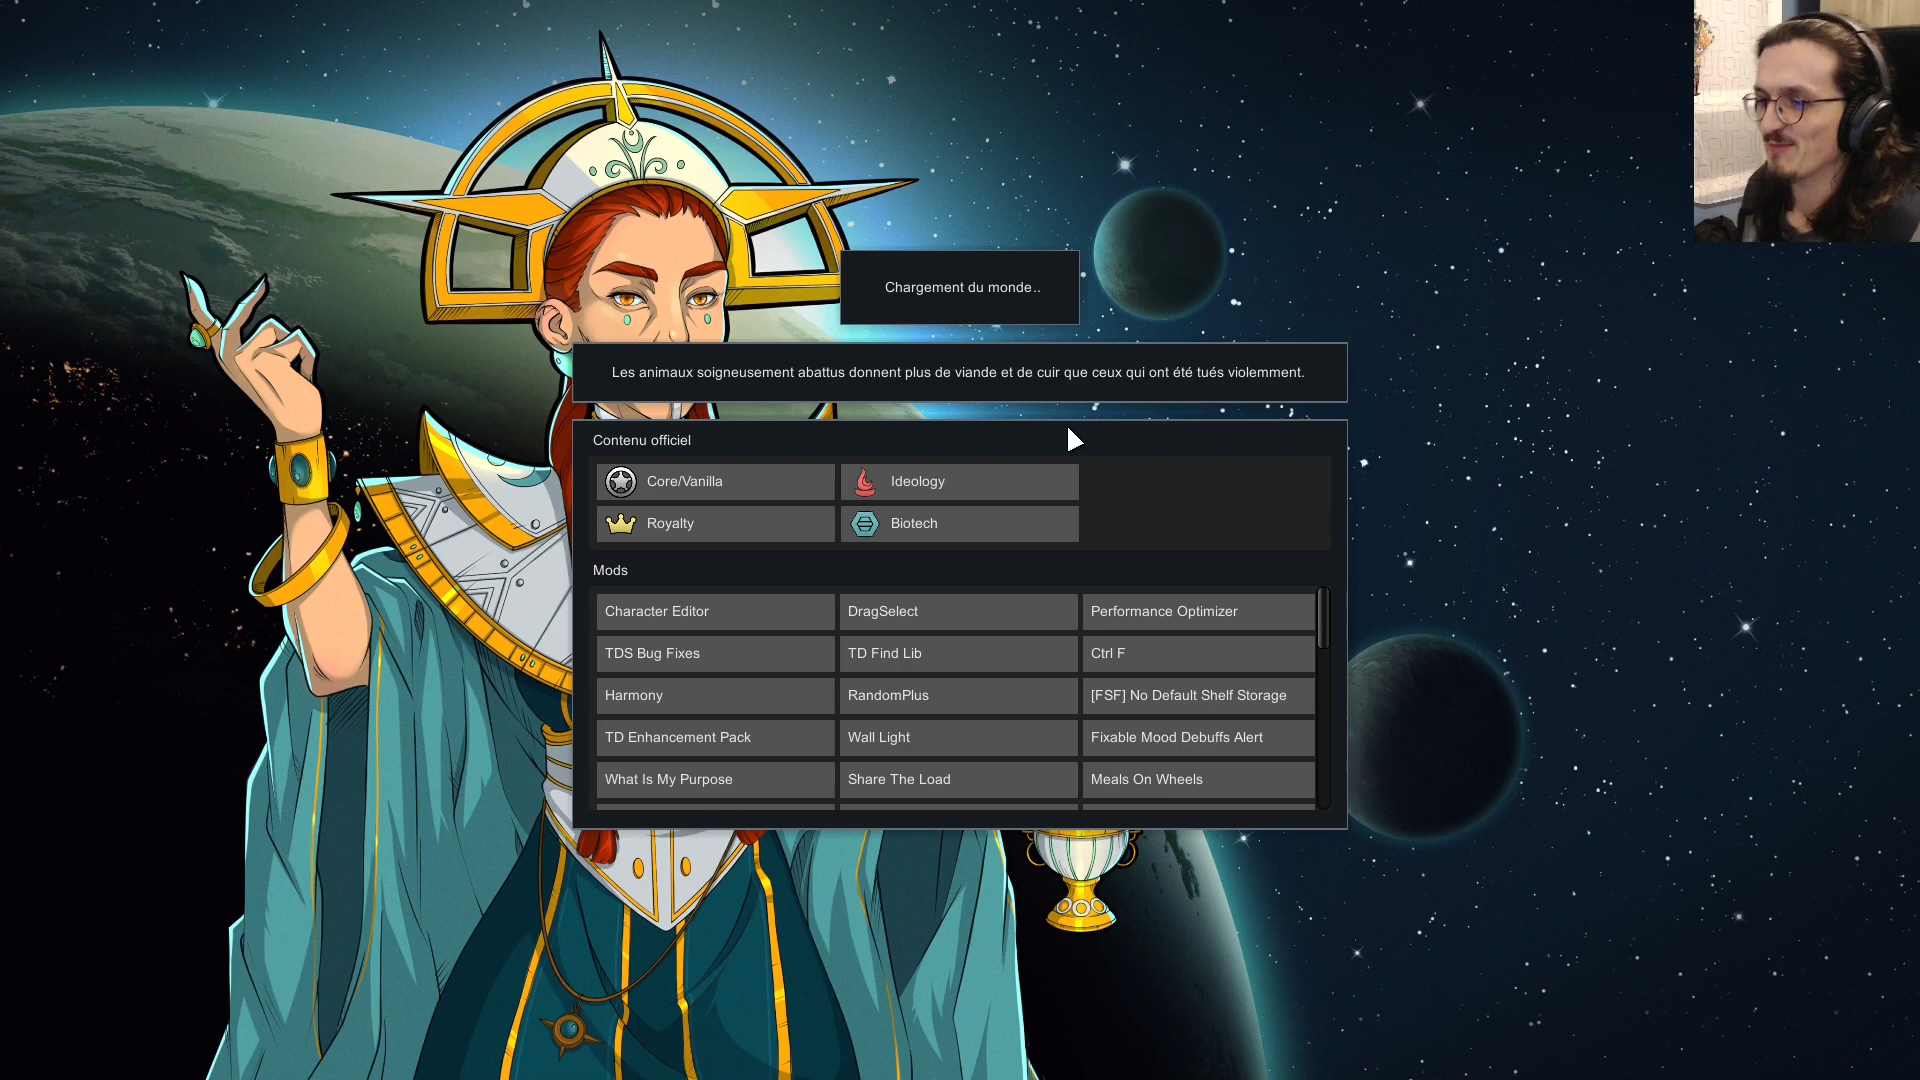 Chargement du monde..
Les animaux soigneusement abattus donnent plus de viande et de cuir que ceux qui ont été tués violemment.
Contenu officiel
Core/Vanilla
Ideology
Royalty
Biotech
Mods
Character Editor
DragSelect
Performance Optimizer
TDS Bug Fixes
TD Find Lib
Ctrl F
Harmony
RandomPlus
[FSF] No Default Shelf Storage
TD Enhancement Pack
Wall Light
Fixable Mood Debuffs Alert
What Is My Purpose
Share The Load
Meals On Wheels